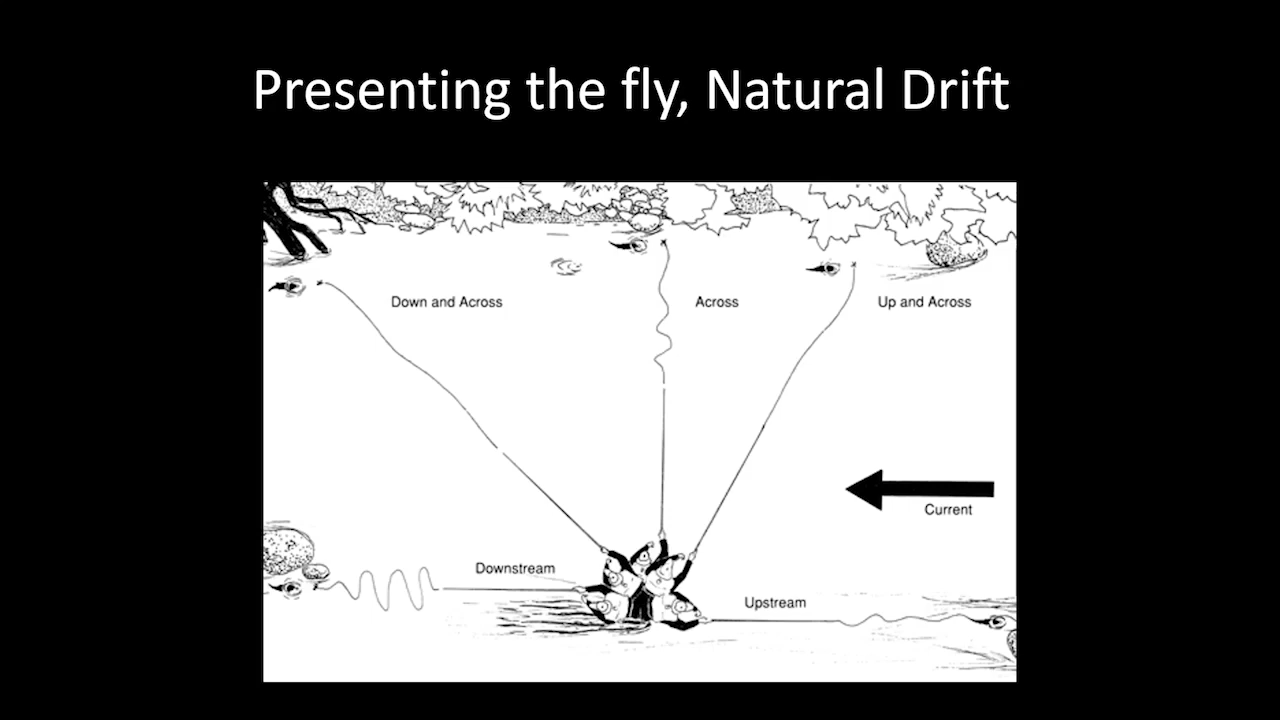 Presenting the fly, Natural Drift
Down and Across
Across
Up and Across
Current
Downstream
Upstream